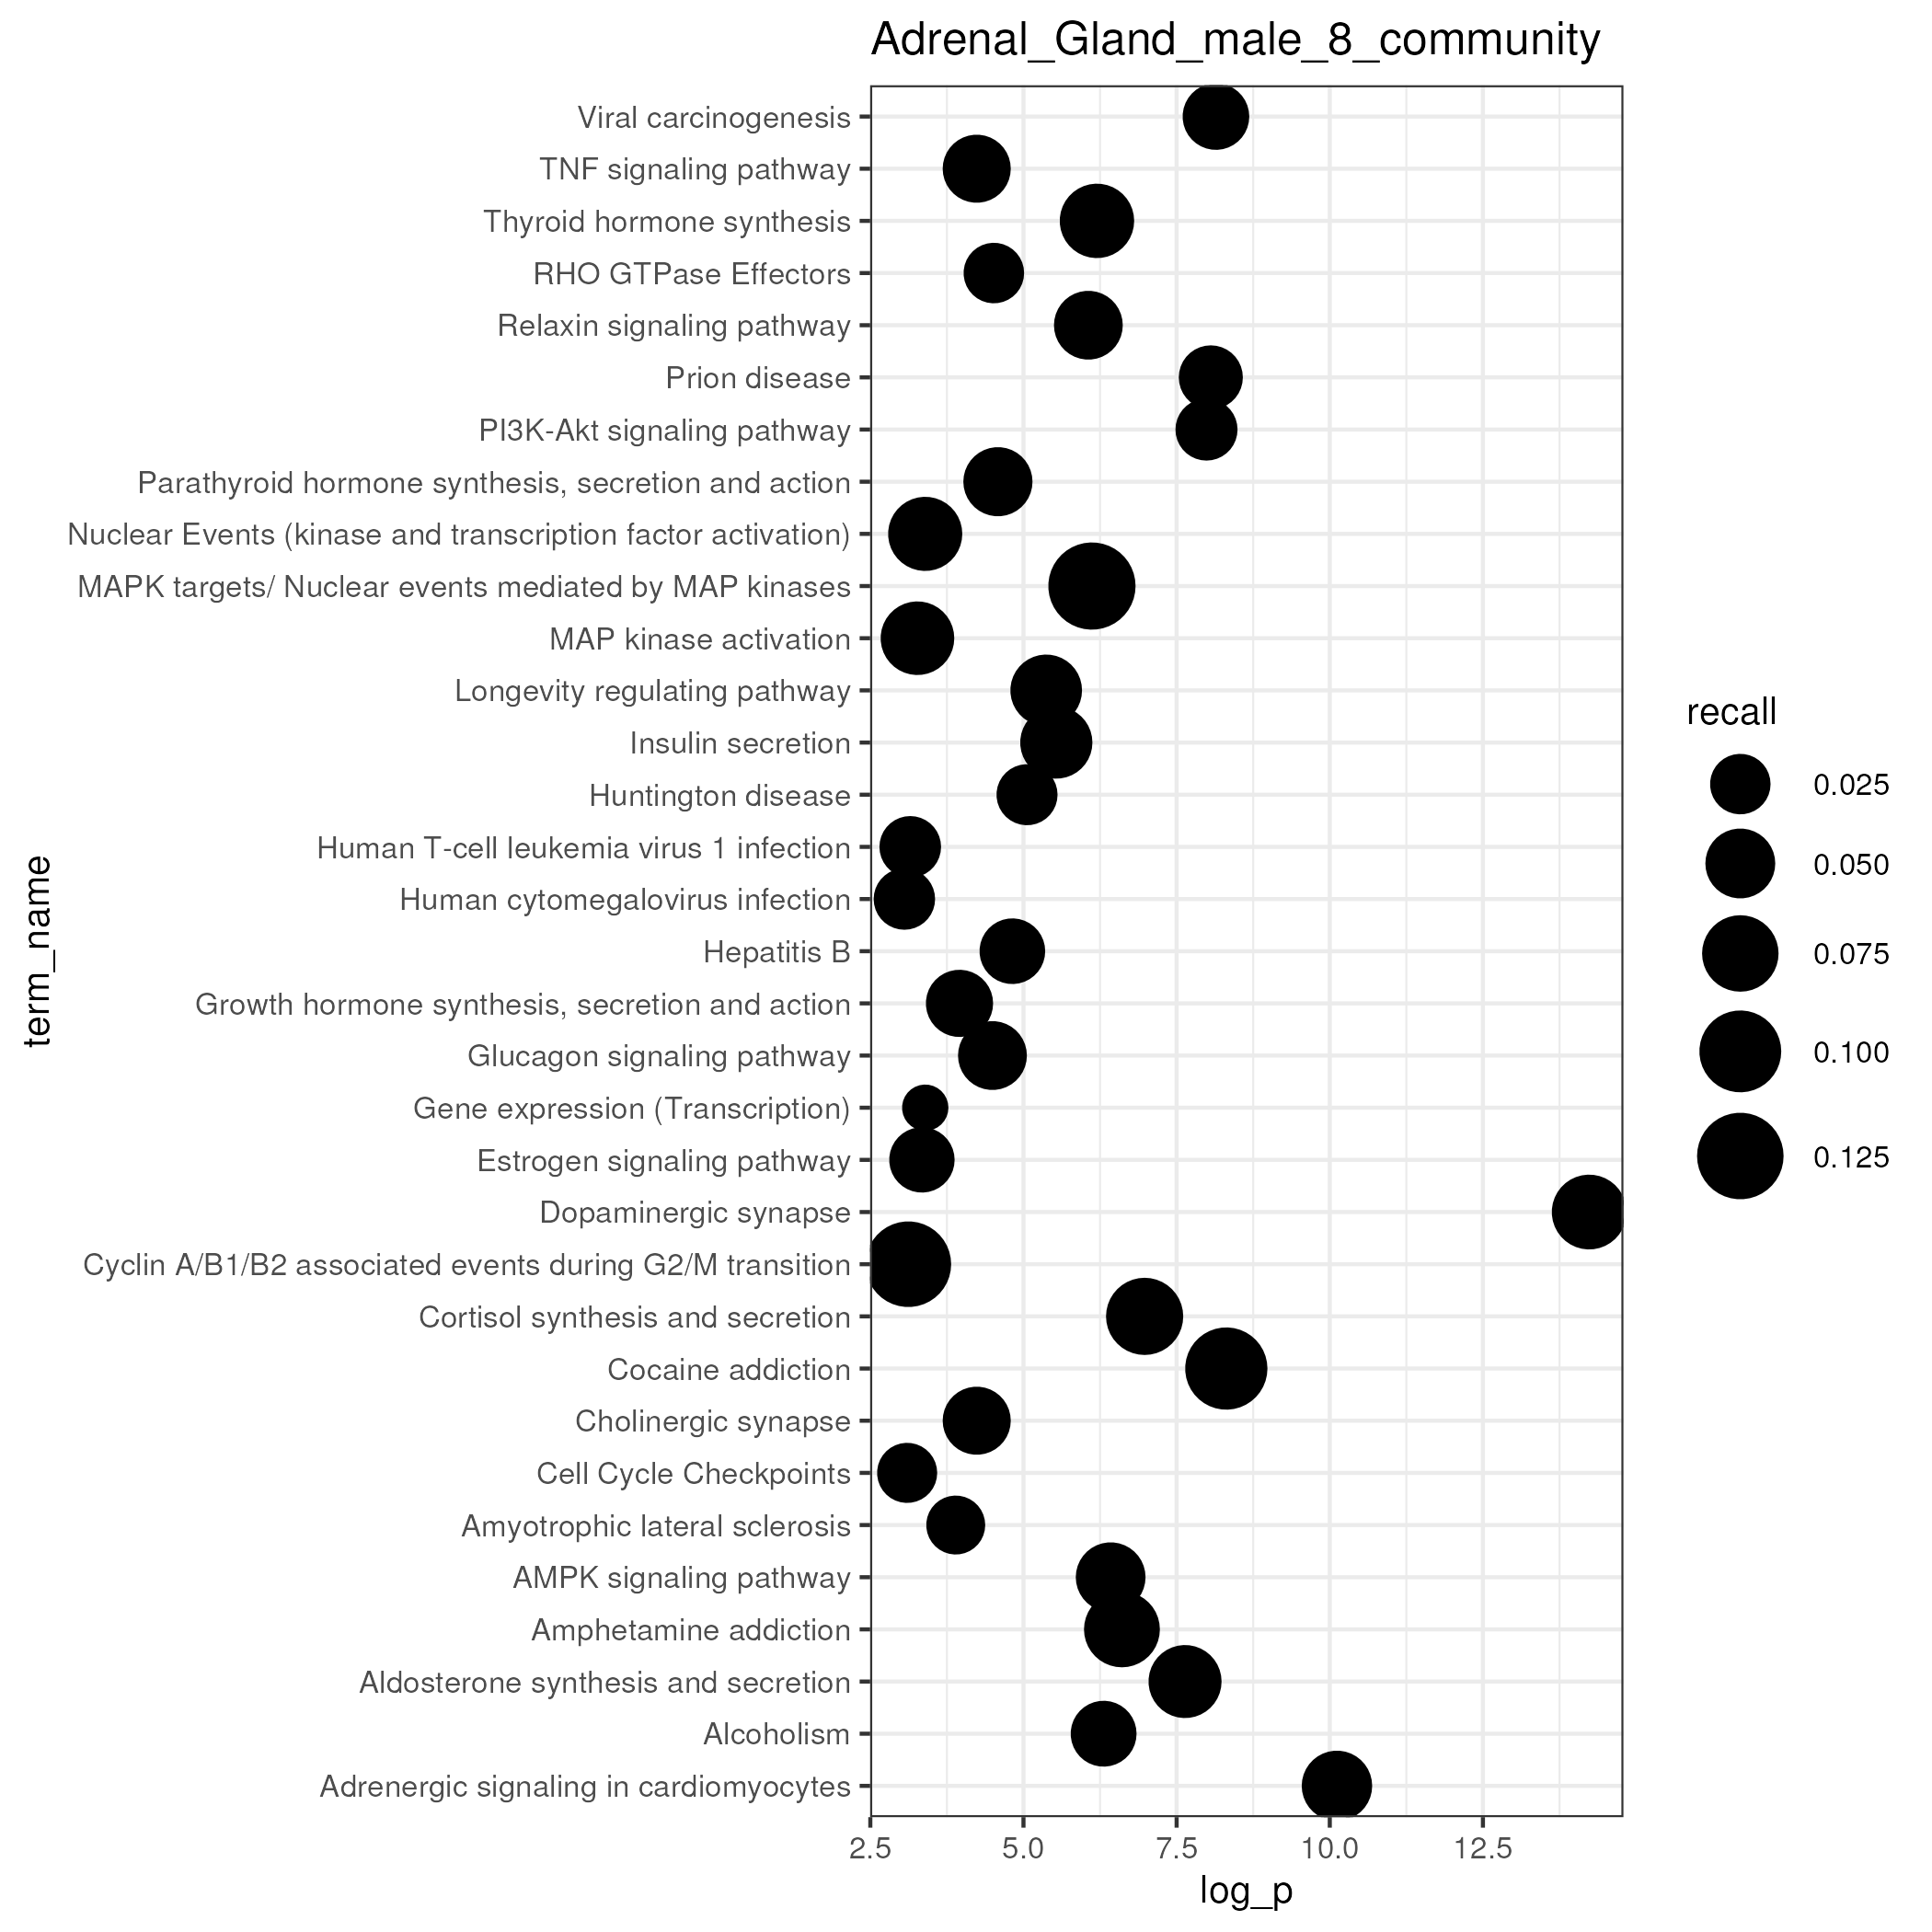 Adrenal_Gland_male_8_community
Viral carcinogenesis
TNF signaling pathway
Thyroid hormone synthesis
RHO GTPase Effectors
Relaxin signaling pathway
Prion disease
PI3K-Akt signaling pathway
Parathyroid hormone synthesis, secretion and action
Nuclear Events (kinase and transcription factor activation)
MAPK targets/ Nuclear events mediated by MAP kinases
MAP kinase activation
Longevity regulating pathway
Insulin secretion
Huntington disease
Human T-cell leukemia virus 1 infection
Human cytomegalovirus infection
Hepatitis B
Growth hormone synthesis, secretion and action
Glucagon signaling pathway
Gene expression (Transcription)
Estrogen signaling pathway
Dopaminergic synapse
Cyclin A/B1/B2 associated events during G2/M transition
Cortisol synthesis and secretion
Cocaine addiction
Cholinergic synapse
Cell Cycle Checkpoints
Amyotrophic lateral sclerosis
AMPK signaling pathway
Amphetamine addiction
Aldosterone synthesis and secretion
Alcoholism
Adrenergic signaling in cardiomyocytes
term_name
2.5 5.0 7.5 10.0 12.5
log_p
recall
0.025
0.050
0.075
0.100
0.125